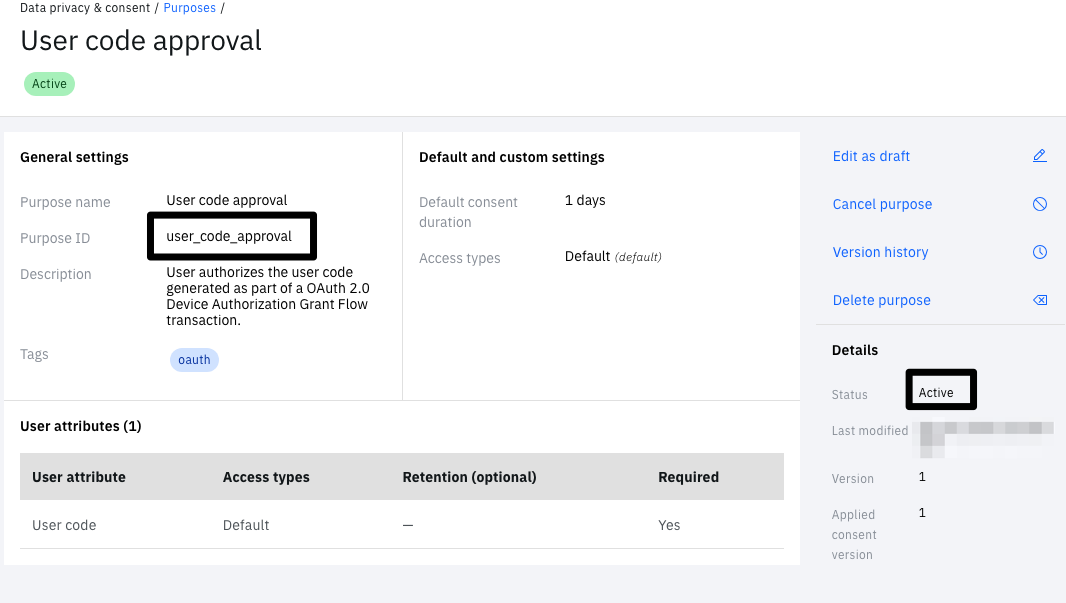 Data privacy & consent / Purposes /
User code approval
Active
General settings
Purpose name User code approval
Purpose ID user_code_approval
Description User authorizes the user code
generated as part of a OAuth 2.0
Device Authorization Grant Flow
transaction.
Tags oauth
Default and custom settings
Default consent 1 days
duration
Access types Default (default)
User attributes (1)
User attribute Access types Retention (optional) Required
User code Default — Yes
Edit as draft
Cancel purpose
Version history
Delete purpose
Details
Status Active
Last modified
Version 1
Applied 1
consent
version